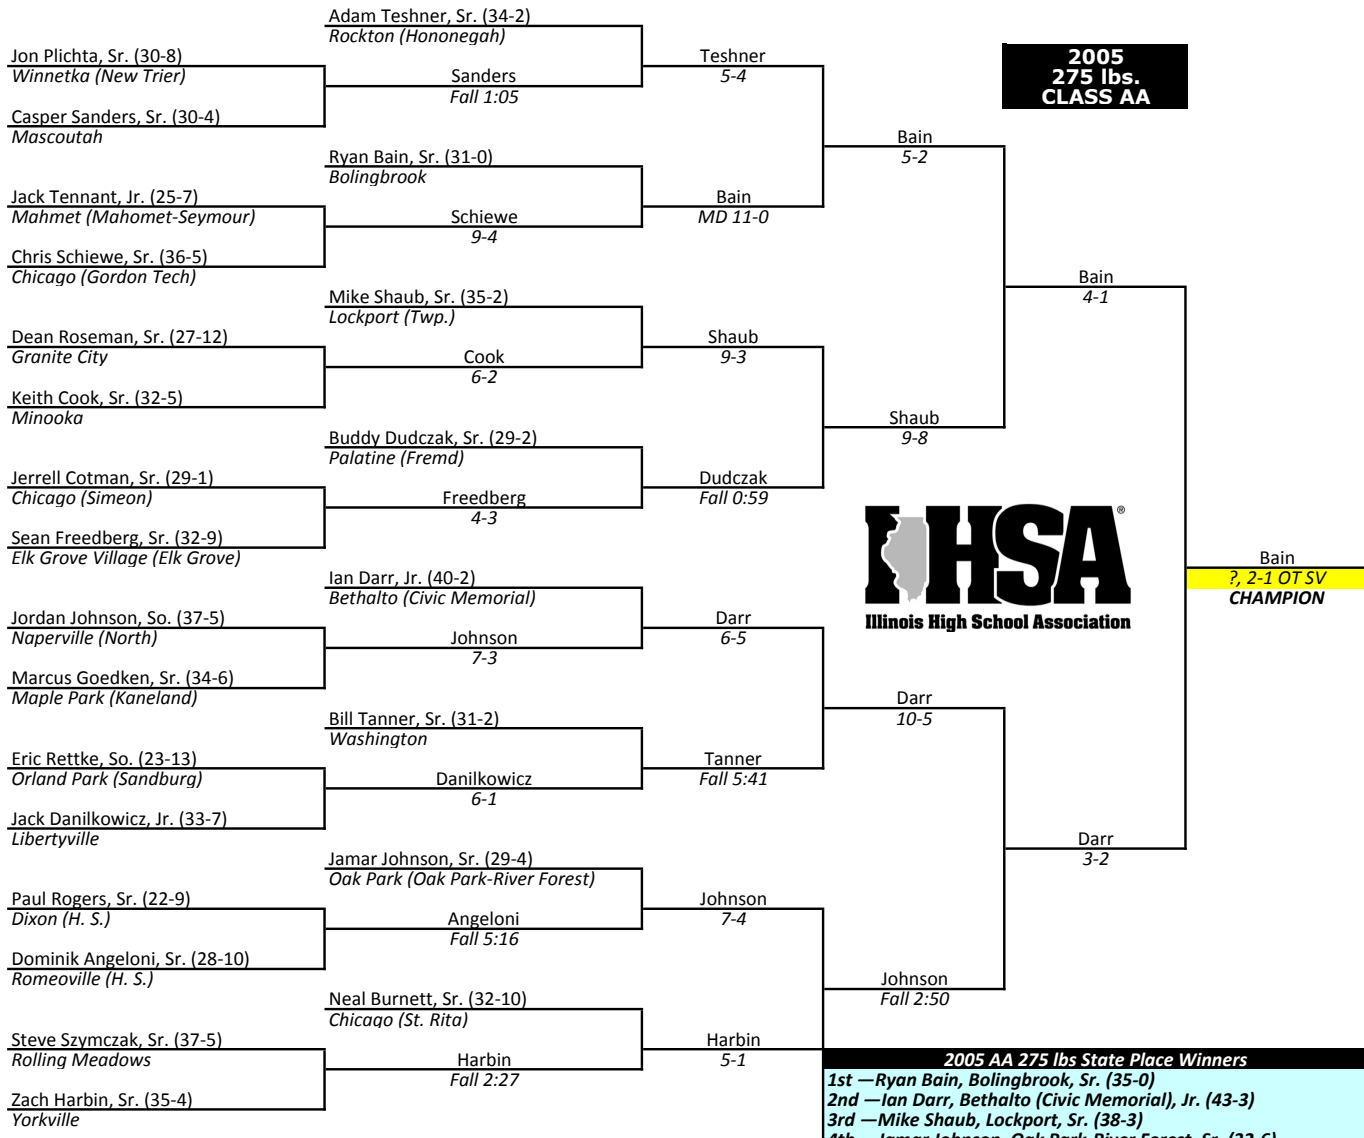 Adam Teshner, Sr. (34-2)
Rockton (Hononegah)
Jon Plichta, Sr. (30-8)
Winnetka (New Trier)
Teshner
5-4
2005
275 lbs.
CLASS AA
Sanders
Fall 1:05
Casper Sanders, Sr. (30-4)
Mascoutah
Bain
5-2
Ryan Bain, Sr. (31-0)
Bolingbrook
Jack Tennant, Jr. (25-7)
Mahmet (Mahomet-Seymour)
Bain
MD 11-0
Schiewe
9-4
Chris Schiewe, Sr. (36-5)
Chicago (Gordon Tech)
Bain
4-1
Mike Shaub, Sr. (35-2)
Lockport (Twp.)
Dean Roseman, Sr. (27-12)
Granite City
Shaub
9-3
Cook
6-2
Keith Cook, Sr. (32-5)
Minooka
Shaub
9-8
Buddy Dudczak, Sr. (29-2)
Palatine (Fremd)
Jerrell Cotman, Sr. (29-1)
Chicago (Simeon)
Dudczak
Fall 0:59
Freedberg
4-3
Sean Freedberg, Sr. (32-9)
Elk Grove Village (Elk Grove)
IHSA®
Illinois High School Association
Bain
?, 2-1 OT SV
CHAMPION
Ian Darr, Jr. (40-2)
Bethalto (Civic Memorial)
Jordan Johnson, So. (37-5)
Naperville (North)
Darr
6-5
Johnson
7-3
Marcus Goedken, Sr. (34-6)
Maple Park (Kaneland)
Darr
10-5
Bill Tanner, Sr. (31-2)
Washington
Eric Rettke, So. (23-13)
Orland Park (Sandburg)
Tanner
Fall 5:41
Danilkowicz
6-1
Jack Danilkowicz, Jr. (33-7)
Libertyville
Darr
3-2
Jamar Johnson, Sr. (29-4)
Oak Park (Oak Park-River Forest)
Paul Rogers, Sr. (22-9)
Dixon (H. S.)
Johnson
7-4
Angeloni
Fall 5:16
Dominik Angeloni, Sr. (28-10)
Romeoville (H. S.)
Johnson
Fall 2:50
Neal Burnett, Sr. (32-10)
Chicago (St. Rita)
Steve Szymczak, Sr. (37-5)
Rolling Meadows
Harbin
5-1
Harbin
Fall 2:27
Zach Harbin, Sr. (35-4)
Yorkville
2005 AA 275 lbs State Place Winners
1st —Ryan Bain, Bolingbrook, Sr. (35-0)
2nd —Ian Darr, Bethalto (Civic Memorial), Jr. (43-3)
3rd —Mike Shaub, Lockport, Sr. (38-3)
4th —Jamar Johnson, Oak Park-River Forest, Sr. (33-6)